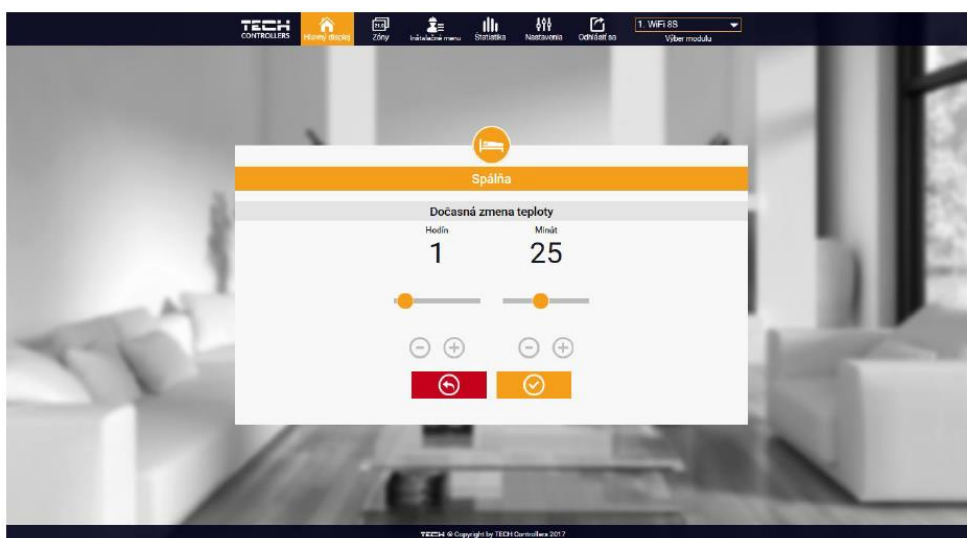 TECH
CONTROLLERS
Hlavný displej
Zóny
Inštalačné menu
Štatistika
Nastavenia
Odhlásiť sa
1. WiFi 8S
Výber modulu
Spálňa
Dočasná zmena teploty
Hodín
Minút
1
25
TECH © Copyright by TECH Controllers 2017